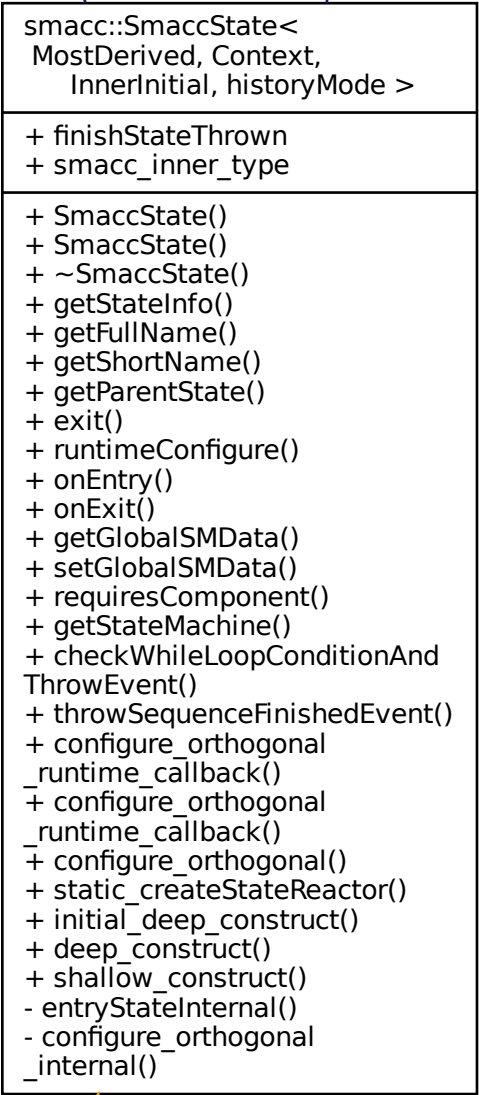 smacc::SmaccState<
MostDerived, Context,
InnerInitial, historyMode >
+ finishStateThrown
+ smacc_inner_type
+ SmaccState()
+ SmaccState()
+ ~SmaccState()
+ getStateInfo()
+ getFullName()
+ getShortName()
+ getParentState()
+ exit()
+ runtimeConfigure()
+ onEntry()
+ onExit()
+ getGlobalSMData()
+ setGlobalSMData()
+ requiresComponent()
+ getStateMachine()
+ checkWhileLoopConditionAnd
ThrowEvent()
+ throwSequenceFinishedEvent()
+ configure_orthogonal
_runtime_callback()
+ configure_orthogonal
_runtime_callback()
+ configure_orthogonal()
+ static_createStateReactor()
+ initial_deep_construct()
+ deep_construct()
+ shallow_construct()
- entryStateInternal()
- configure_orthogonal
_internal()